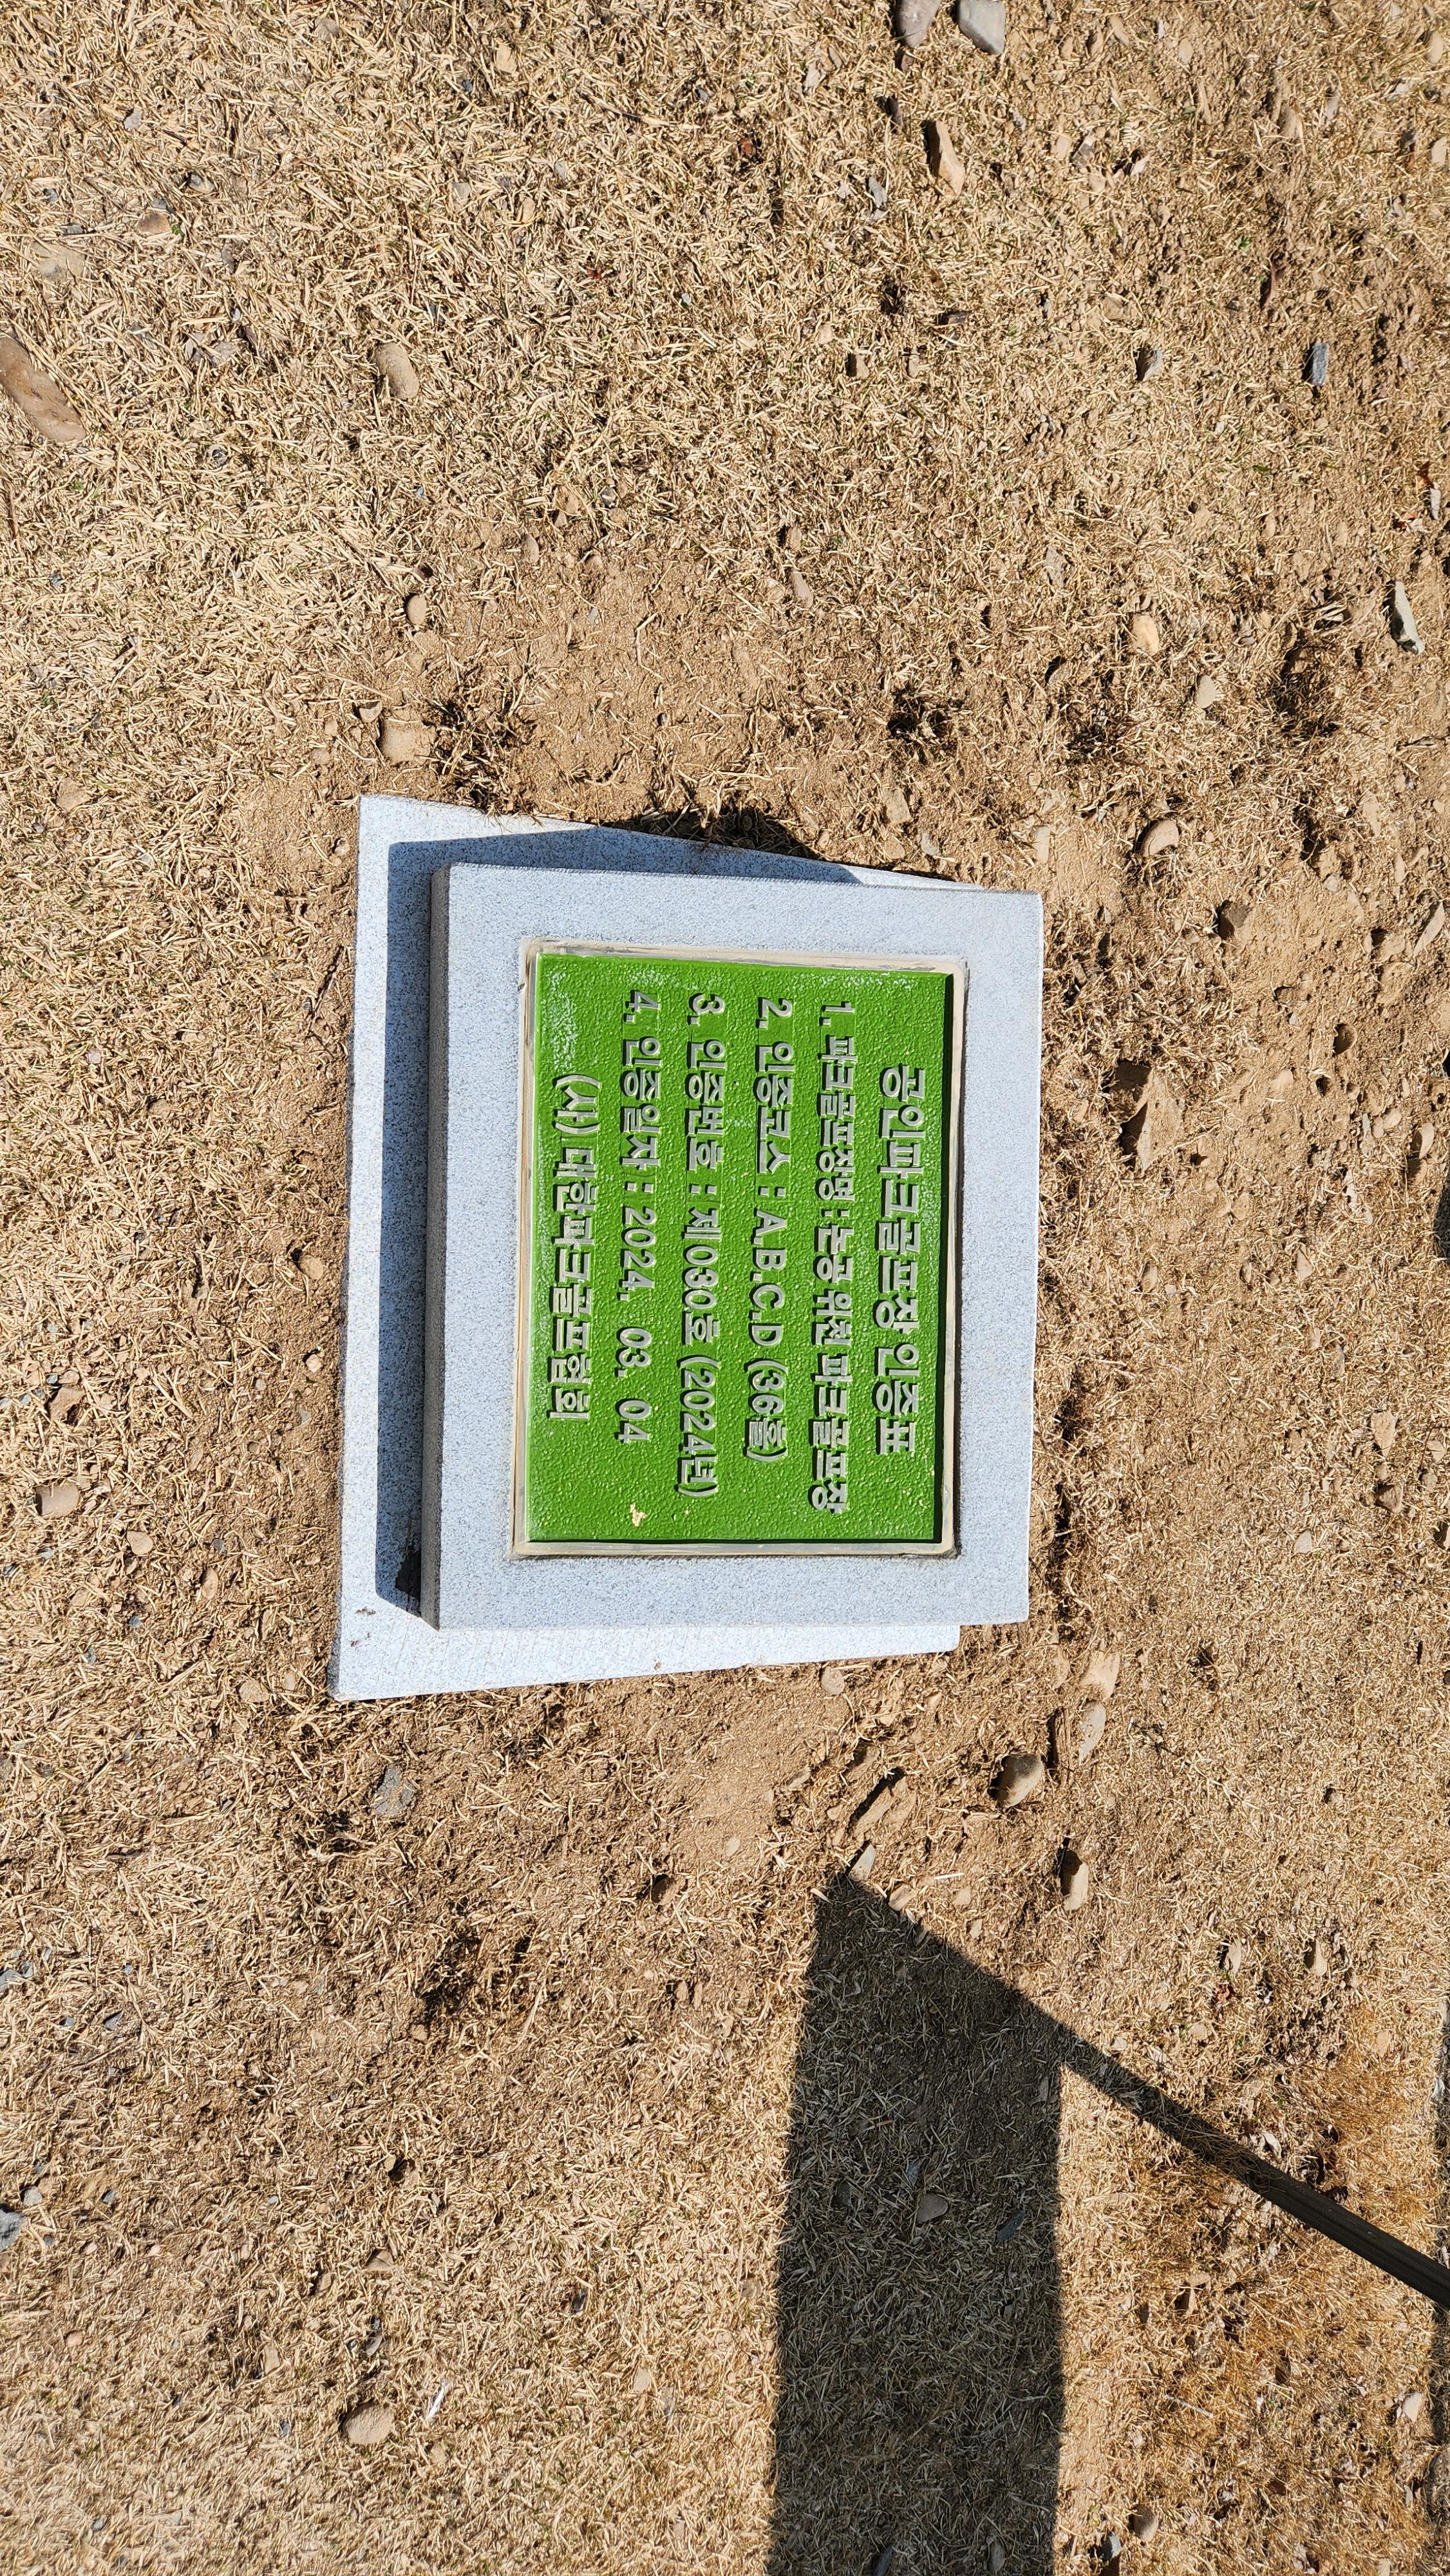 공인파크골프장 인증표
1. 파크골프장명 : 논공 위천 파크골프장
2. 인증코스 : A.B.C.D (36홀)
3. 인증번호 : 제 030호 (2024년)
4. 인증일자 : 2024. 03. 04
(사) 대한파크골프협회